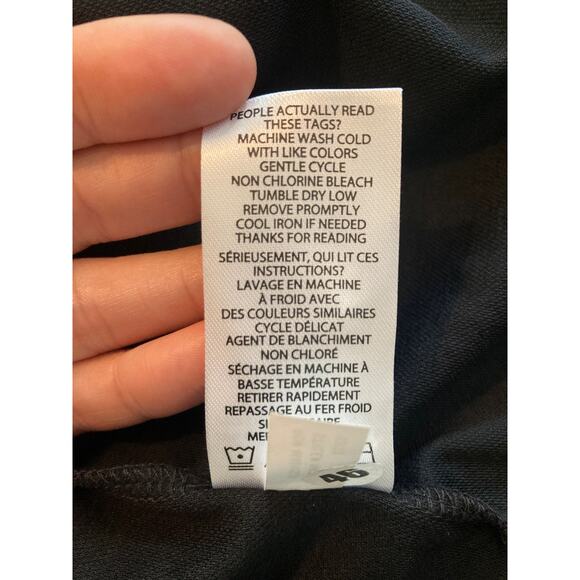 PEOPLE ACTUALLY READ
THESE TAGS?
MACHINE WASH COLD
WITH LIKE COLORS
GENTLE CYCLE
NON CHLORINE BLEACH
TUMBLE DRY LOW
REMOVE PROMPTLY
COOL IRON IF NEEDED
THANKS FOR READING
SÉRIEUSEMENT, QUI LIT CES
INSTRUCTIONS?
LAVAGE EN MACHINE
À FROID AVEC
DES COULEURS SIMILAIRES
CYCLE DÉLICAT
AGENT DE BLANCHIMENT
NON CHLORÉ
SÉCHAGE EN MACHINE À
BASSE TEMPÉRATURE
RETIRER RAPIDEMENT
REPASSAGE AU FER FROID
46